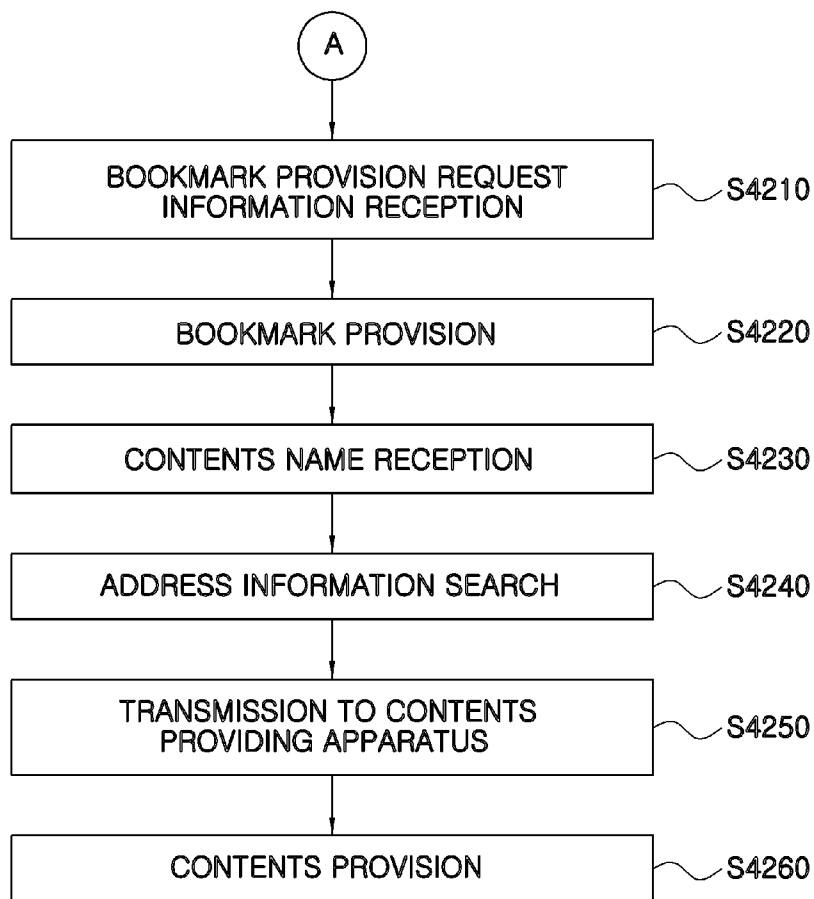 A
BOOKMARK PROVISION REQUEST
INFORMATION RECEPTION
S4210
BOOKMARK PROVISION
S4220
CONTENTS NAME RECEPTION
S4230
ADDRESS INFORMATION SEARCH
S4240
TRANSMISSION TO CONTENTS
PROVIDING APPARATUS
S4250
CONTENTS PROVISION
S4260